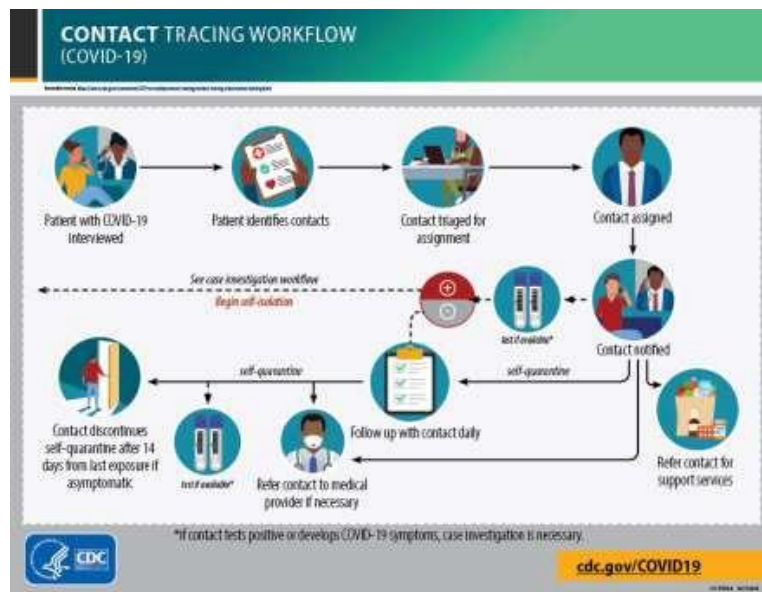 CONTACT TRACING WORKFLOW
(COVID-19)
Patient with COVID-19
interviewed
Patient identifies contacts
Contact triaged for
assignment
Contact assigned
See case investigation workflow
Begin self-isolation
test if available*
Contact notified
self-quarantine
self-quarantine
Contact discontinues
self-quarantine after 14
days from last exposure if
asymptomatic
test if available*
Refer contact to medical
provider if necessary
Follow up with contact daily
Refer contact for
support services
*If contact tests positive or develops COVID-19 symptoms, case investigation is necessary.
CDC
cdc.gov/COVID19